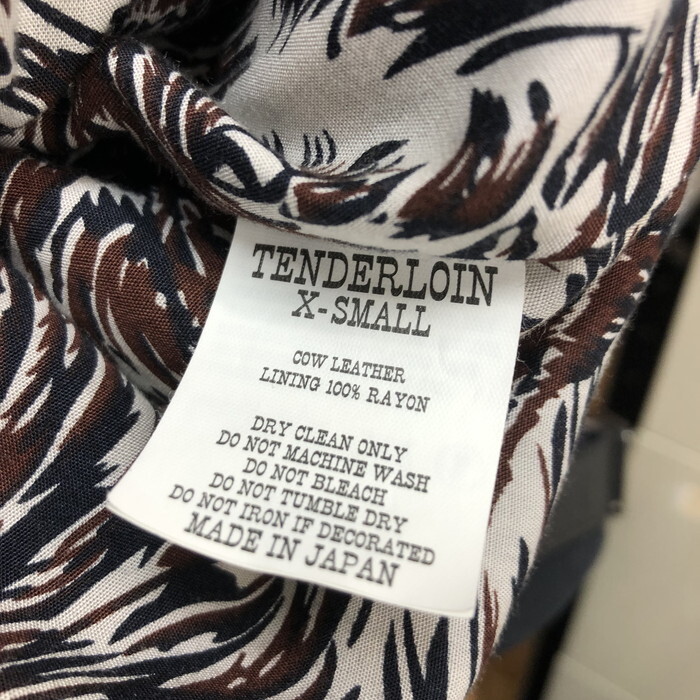 TENDERLOIN
X-SMALL
COW LEATHER
LINING 100% RAYON
DRY CLEAN ONLY
DO NOT MACHINE WASH
DO NOT BLEACH
DO NOT TUMBLE DRY
DO NOT IRON IF DECORATED
MADE IN JAPAN